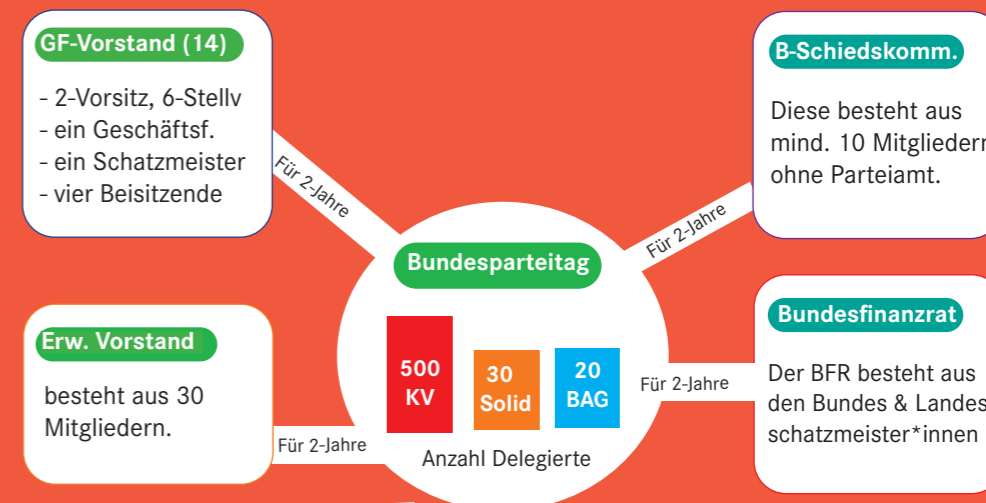 GF-Vorstand (14)
- 2-Vorsitz, 6-Stellv
- ein Geschäftsf.
- ein Schatzmeister
- vier Beisitzende
Für 2-Jahre
B-Schiedskomm.
Diese besteht aus
mind. 10 Mitgliedern
ohne Parteiamt.
Für 2-Jahre
Bundesparteitag
500
KV
30
Solid
20
BAG
Anzahl Delegierte
Erw. Vorstand
besteht aus 30
Mitgliedern.
Für 2-Jahre
Bundesfinanzrat
Der BFR besteht aus
den Bundes & Landes
schatzmeister*innen
Für 2-Jahre